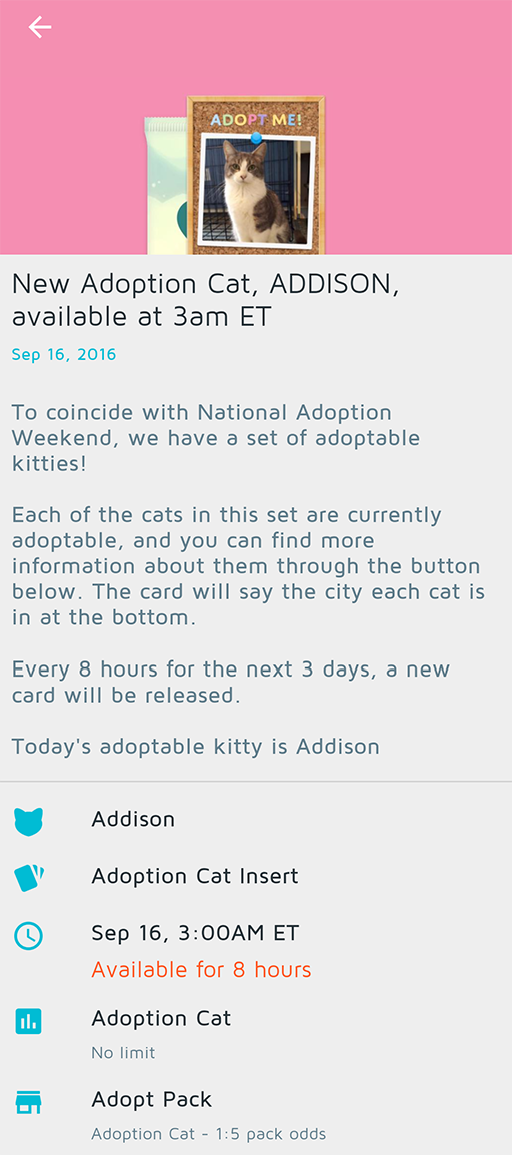 ADOPT ME!
New Adoption Cat, ADDISON,
available at 3am ET
Sep 16, 2016
To coincide with National Adoption
Weekend, we have a set of adoptable
kitties!
Each of the cats in this set are currently
adoptable, and you can find more
information about them through the button
below. The card will say the city each cat is
in at the bottom.
Every 8 hours for the next 3 days, a new
card will be released.
Today's adoptable kitty is Addison
Addison
Adoption Cat Insert
Sep 16, 3:00AM ET
Available for 8 hours
Adoption Cat
No limit
Adopt Pack
Adoption Cat - 1:5 pack odds